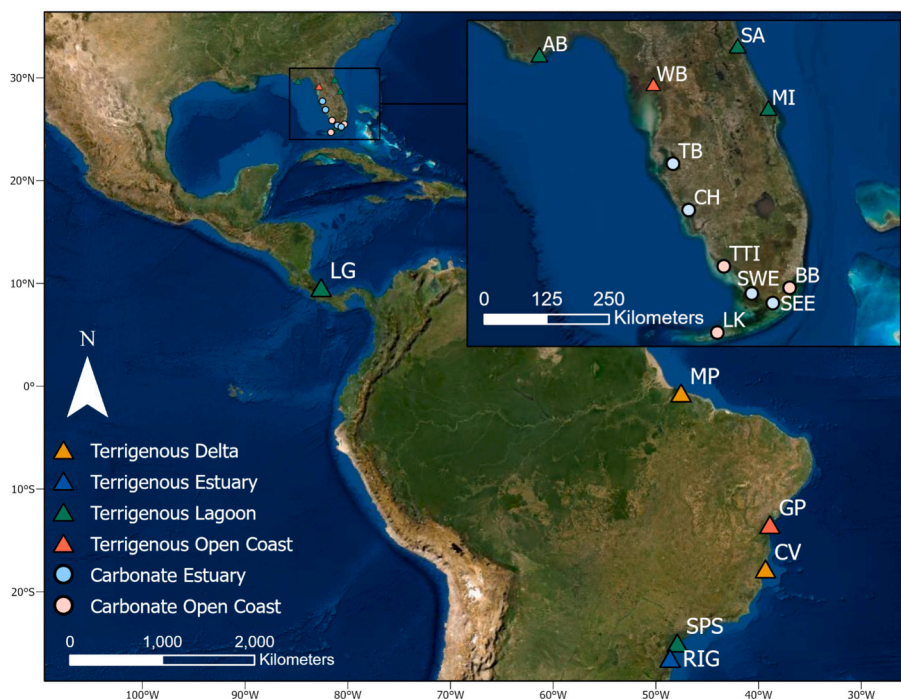 AB
SA
WB
MI
TB
CH
TTI
SWE
BB
SEE
LK
0 125 250
Kilometers
30°N
20°N
10°N
0°
10°S
20°S
LG
N
MP
GP
CV
SPS
RIG
Terrigenous Delta
Terrigenous Estuary
Terrigenous Lagoon
Terrigenous Open Coast
Carbonate Estuary
Carbonate Open Coast
0 1,000 2,000
Kilometers
100°W 90°W 80°W 70°W 60°W 50°W 40°W 30°W